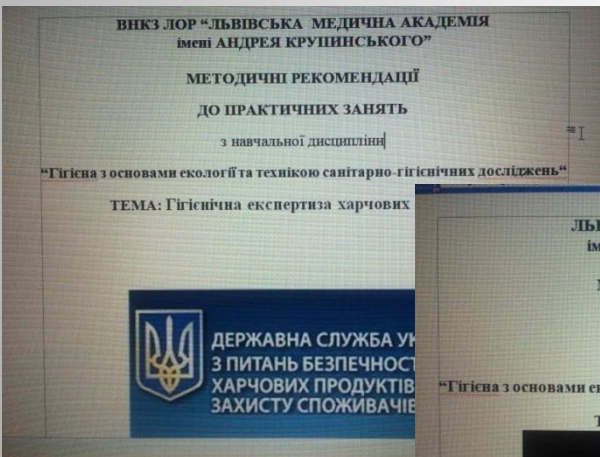 ВНКЗ ЛОР “ЛЬВІВСЬКА МЕДИЧНА АКАДЕМІЯ
імені АНДРЕЯ КРУПИНСЬКОГО”
МЕТОДИЧНІ РЕКОМЕНДАЦІЇ
ДО ПРАКТИЧНИХ ЗАНЯТЬ
з навчальної дисципліни
“Гігієна з основами екології та технікою санітарно-гігієнічних досліджень“
ТЕМА: Гігієнічна експертиза харчових
ДЕРЖАВНА СЛУЖБА УК
З ПИТАНЬ БЕЗПЕЧНОСТ
ХАРЧОВИХ ПРОДУКТІВ
ЗАХИСТУ СПОЖИВАЧІВ
“Гігієна з основами